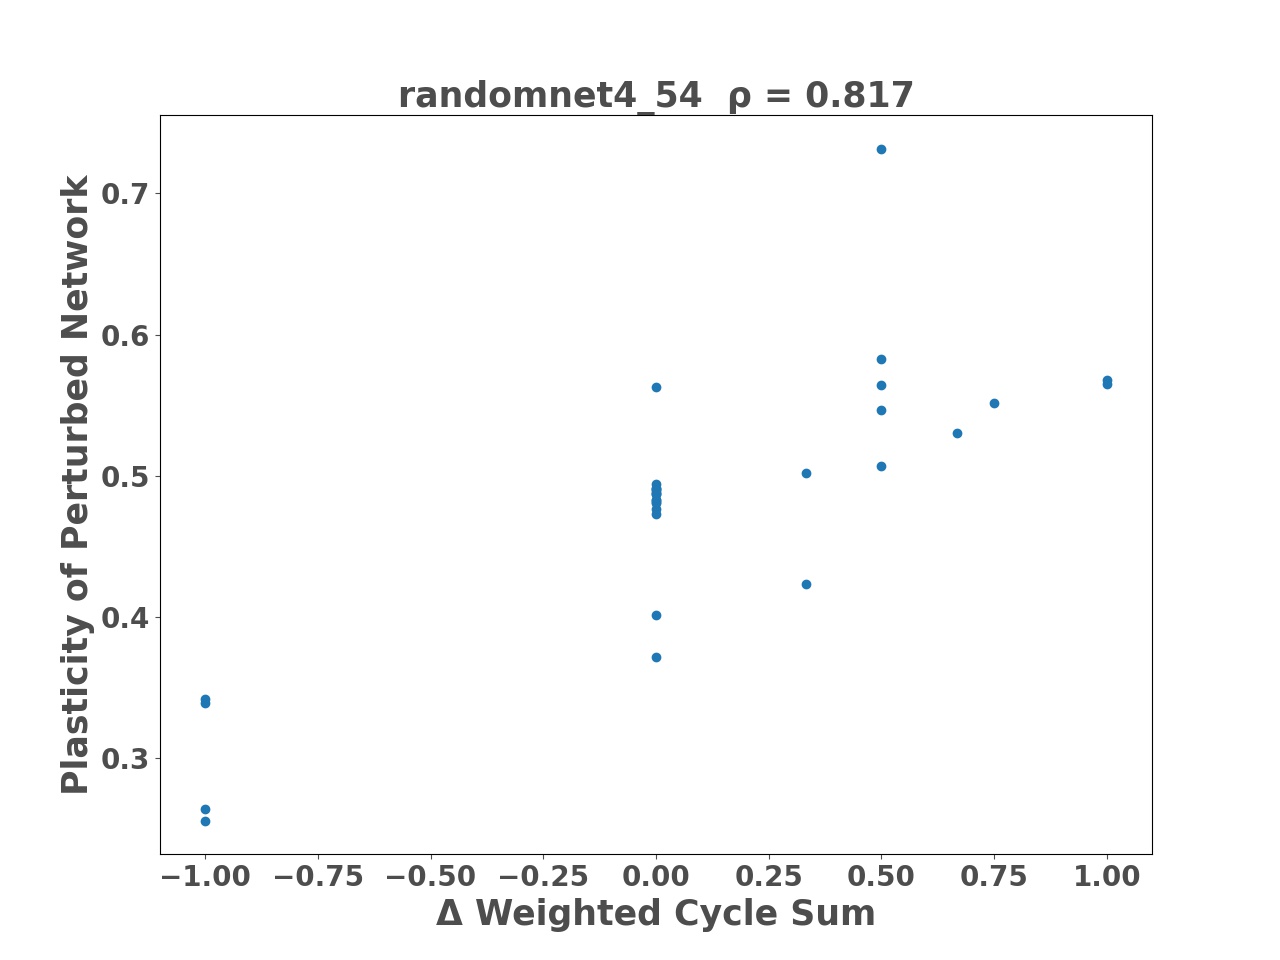 randomnet4_54  ρ = 0.817
Plasticity of Perturbed Network
0.7
0.6
0.5
0.4
0.3
−1.00 −0.75 −0.50 −0.25 0.00 0.25 0.50 0.75 1.00
Δ Weighted Cycle Sum